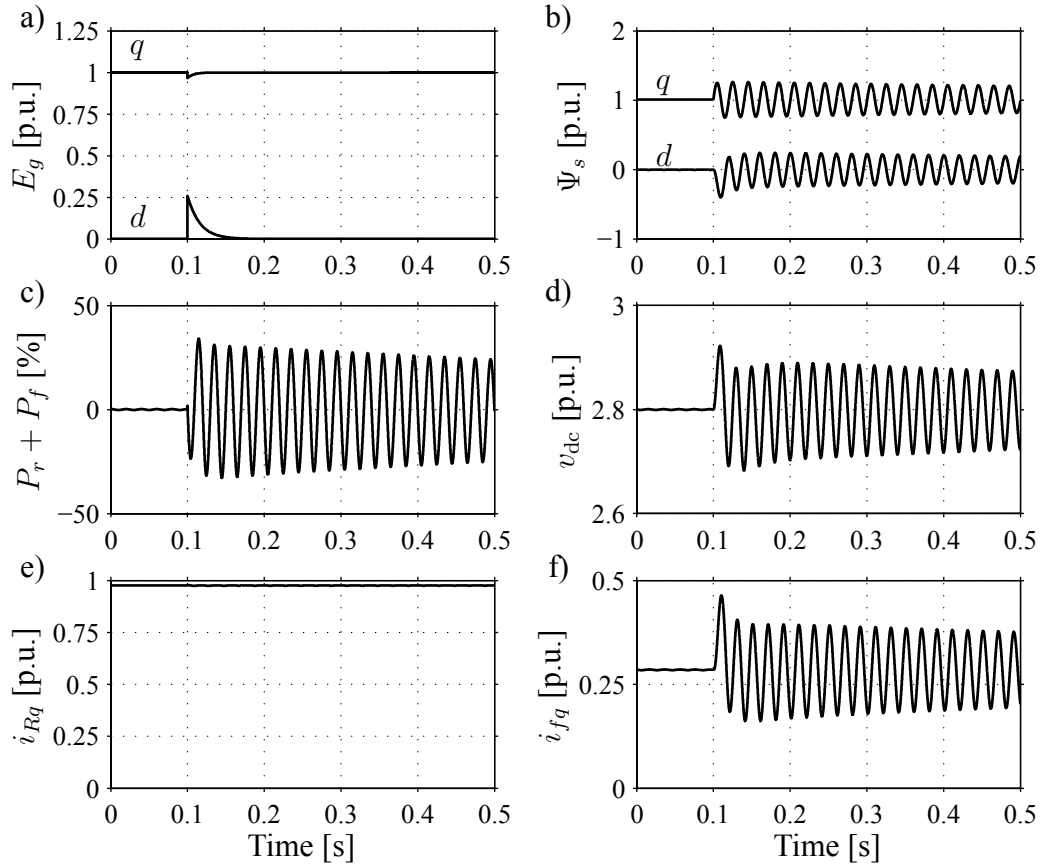 a)
E_g [p.u.]
1.25
1
0.75
0.5
0.25
0
q
d
0 0.1 0.2 0.3 0.4 0.5
b)
Ψ_s [p.u.]
2
1
0
−1
q
d
0 0.1 0.2 0.3 0.4 0.5
c)
P_r + P_f [%]
50
0
−50
0 0.1 0.2 0.3 0.4 0.5
d)
v_dc [p.u.]
3
2.8
2.6
0 0.1 0.2 0.3 0.4 0.5
e)
i_Rq [p.u.]
1
0.75
0.5
0.25
0
0 0.1 0.2 0.3 0.4 0.5
Time [s]
f)
i_fq [p.u.]
0.5
0.25
0
0 0.1 0.2 0.3 0.4 0.5
Time [s]